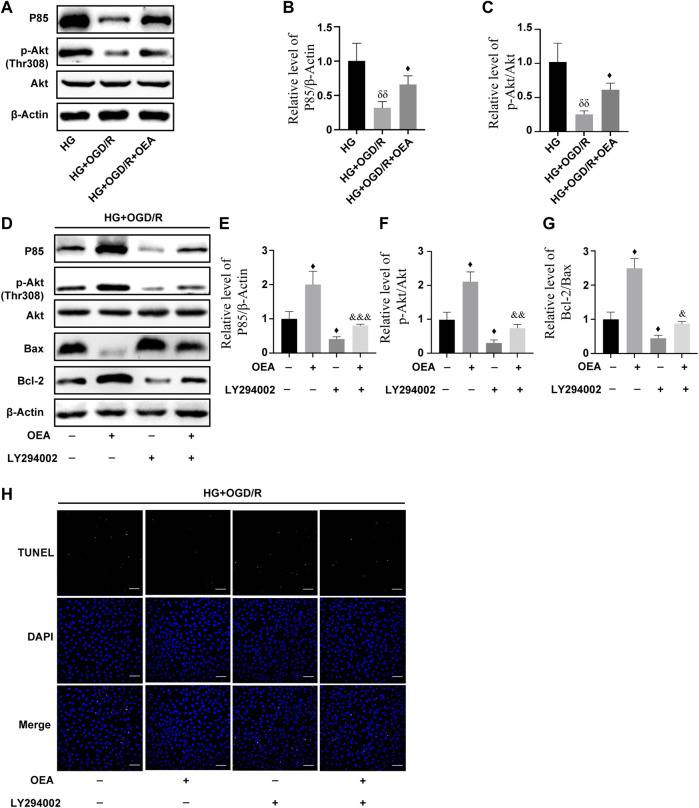 A
P85
p-Akt
(Thr308)
Akt
β-Actin
HG
HG+OGD/R
HG+OGD/R+OEA
B
Relative level of
P85/β-Actin
1.5
1.0
0.5
0.0
δδ
♦
HG
HG+OGD/R
HG+OGD/R+OEA
C
Relative level of
p-Akt/Akt
1.5
1.0
0.5
0.0
δδ
♦
HG
HG+OGD/R
HG+OGD/R+OEA
D
HG+OGD/R
P85
p-Akt
(Thr308)
Akt
Bax
Bcl-2
β-Actin
OEA – + – +
LY294002 – – + +
E
Relative level of
P85/β-Actin
3
2
1
0
♦
♦
&&&
OEA – + – +
LY294002 – – + +
F
Relative level of
p-Akt/Akt
3
2
1
0
♦
♦
&&
OEA – + – +
LY294002 – – + +
G
Relative level of
Bcl-2/Bax
3
2
1
0
♦
♦
&
OEA – + – +
LY294002 – – + +
H
HG+OGD/R
TUNEL
DAPI
Merge
OEA – + – +
LY294002 – – + +